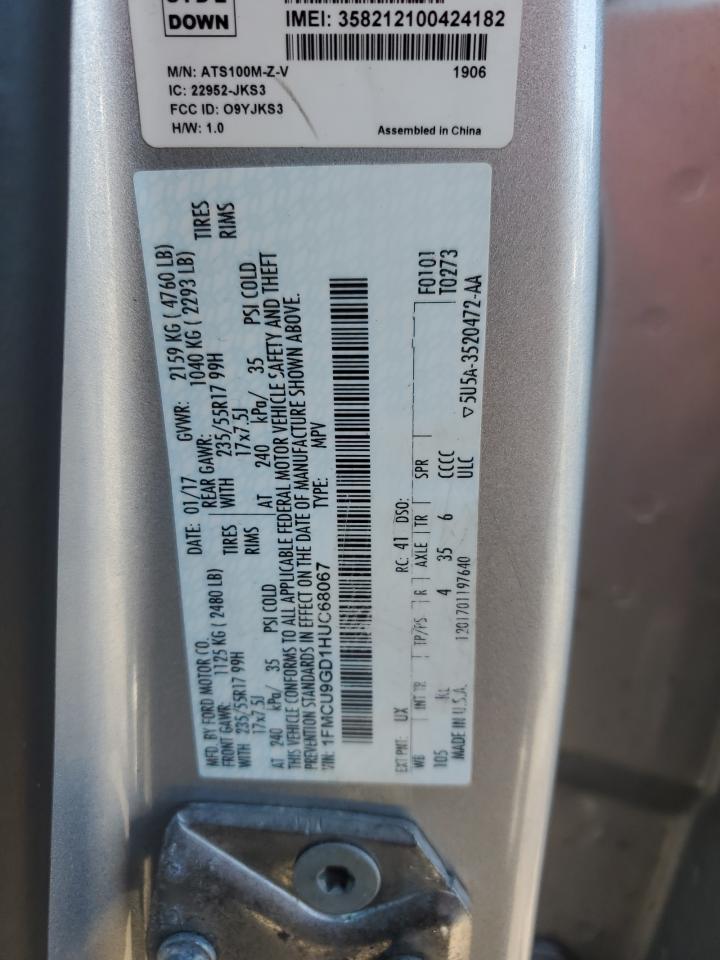 DOWN
IMEI: 358212100424182
M/N: ATS100M-Z-V
1906
IC: 22952-JKS3
FCC ID: O9YJKS3
H/W: 1.0
Assembled in China
MFD. BY FORD MOTOR CO.
DATE: 01/17
GVWR: 2159 KG ( 4760 LB)
FRONT GAWR: 1125 KG ( 2480 LB)
REAR GAWR: 1040 KG ( 2293 LB)
WITH 235/55R17 99H TIRES WITH 235/55R17 99H TIRES
17x7.5J RIMS 17x7.5J RIMS
AT 240 kPa/ 35 PSI COLD AT 240 kPa/ 35 PSI COLD
THIS VEHICLE CONFORMS TO ALL APPLICABLE FEDERAL MOTOR VEHICLE SAFETY AND THEFT
PREVENTION STANDARDS IN EFFECT ON THE DATE OF MANUFACTURE SHOWN ABOVE.
VIN: 1FMCU9GD1HUC68067 TYPE: MPV
EXT PNT: UX RC: 41 DSO: F0101
WB INT TR TP/PS R AXLE TR SPR T0273
105 KL 4 35 6 CCCC
MADE IN U.S.A. 1201701197640 ULC ▽5U5A-3520472-AA